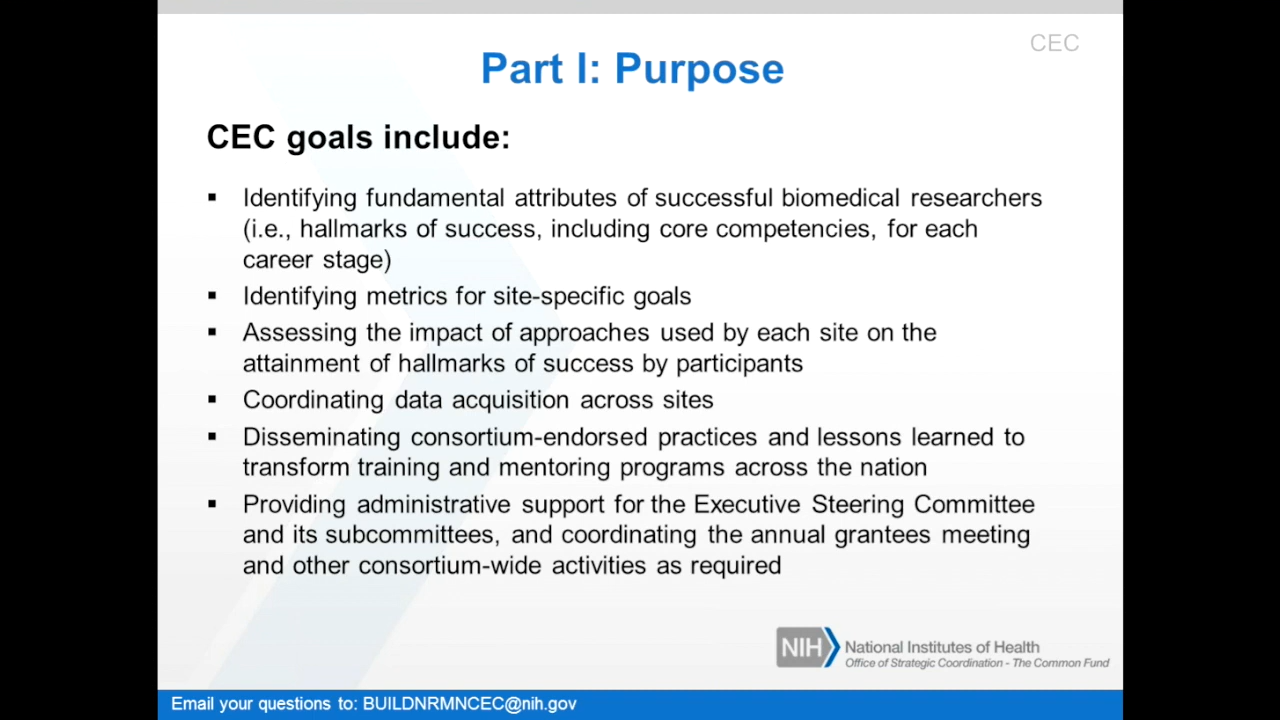 CEC
Part I: Purpose
CEC goals include:
▪ Identifying fundamental attributes of successful biomedical researchers
(i.e., hallmarks of success, including core competencies, for each
career stage)
▪ Identifying metrics for site-specific goals
▪ Assessing the impact of approaches used by each site on the
attainment of hallmarks of success by participants
▪ Coordinating data acquisition across sites
▪ Disseminating consortium-endorsed practices and lessons learned to
transform training and mentoring programs across the nation
▪ Providing administrative support for the Executive Steering Committee
and its subcommittees, and coordinating the annual grantees meeting
and other consortium-wide activities as required
NIH National Institutes of Health
Office of Strategic Coordination - The Common Fund
Email your questions to: BUILDNRMNCEC@nih.gov